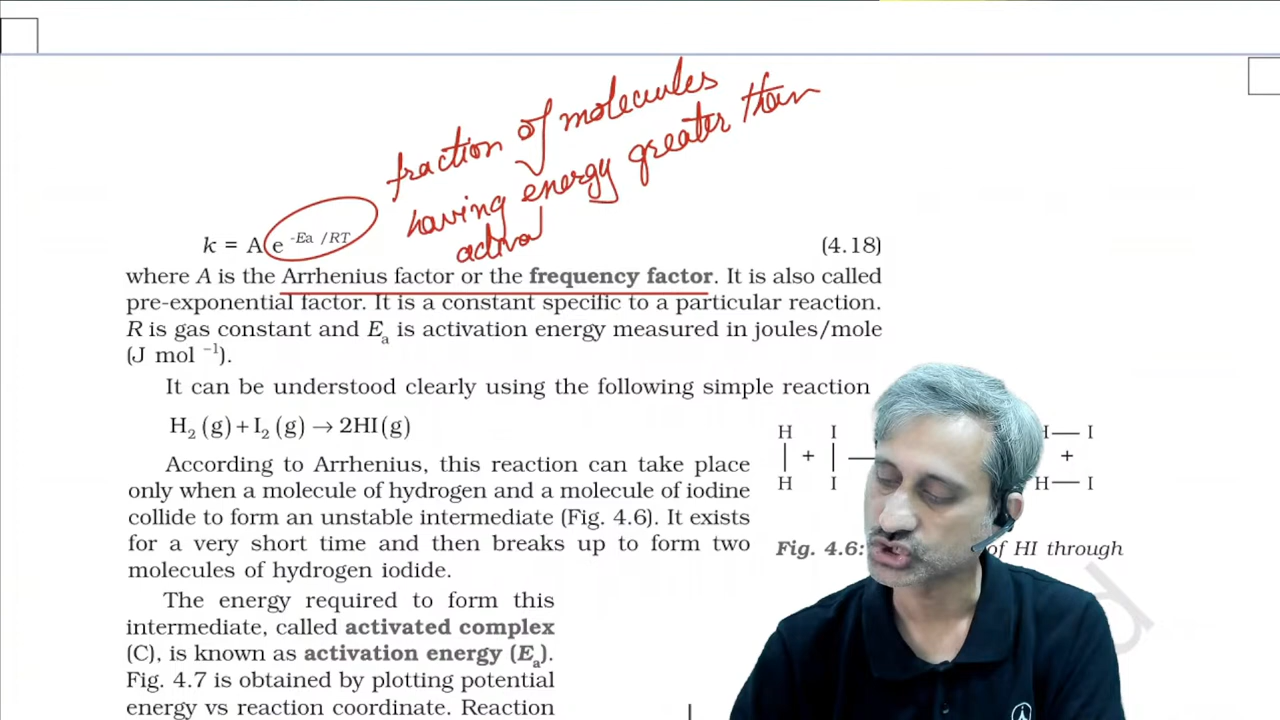 fraction of molecules
having energy greater than
activa
k = A e -Ea /RT (4.18)
where A is the Arrhenius factor or the frequency factor. It is also called
pre-exponential factor. It is a constant specific to a particular reaction.
R is gas constant and Ea is activation energy measured in joules/mole
(J mol –1).
It can be understood clearly using the following simple reaction
H2 (g) + I2 (g) → 2HI (g)
According to Arrhenius, this reaction can take place
only when a molecule of hydrogen and a molecule of iodine
collide to form an unstable intermediate (Fig. 4.6). It exists
for a very short time and then breaks up to form two
molecules of hydrogen iodide.
The energy required to form this
intermediate, called activated complex
(C), is known as activation energy (Ea).
Fig. 4.7 is obtained by plotting potential
energy vs reaction coordinate. Reaction
H I H — I
+ +
H I H — I
Fig. 4.6: of HI through
d